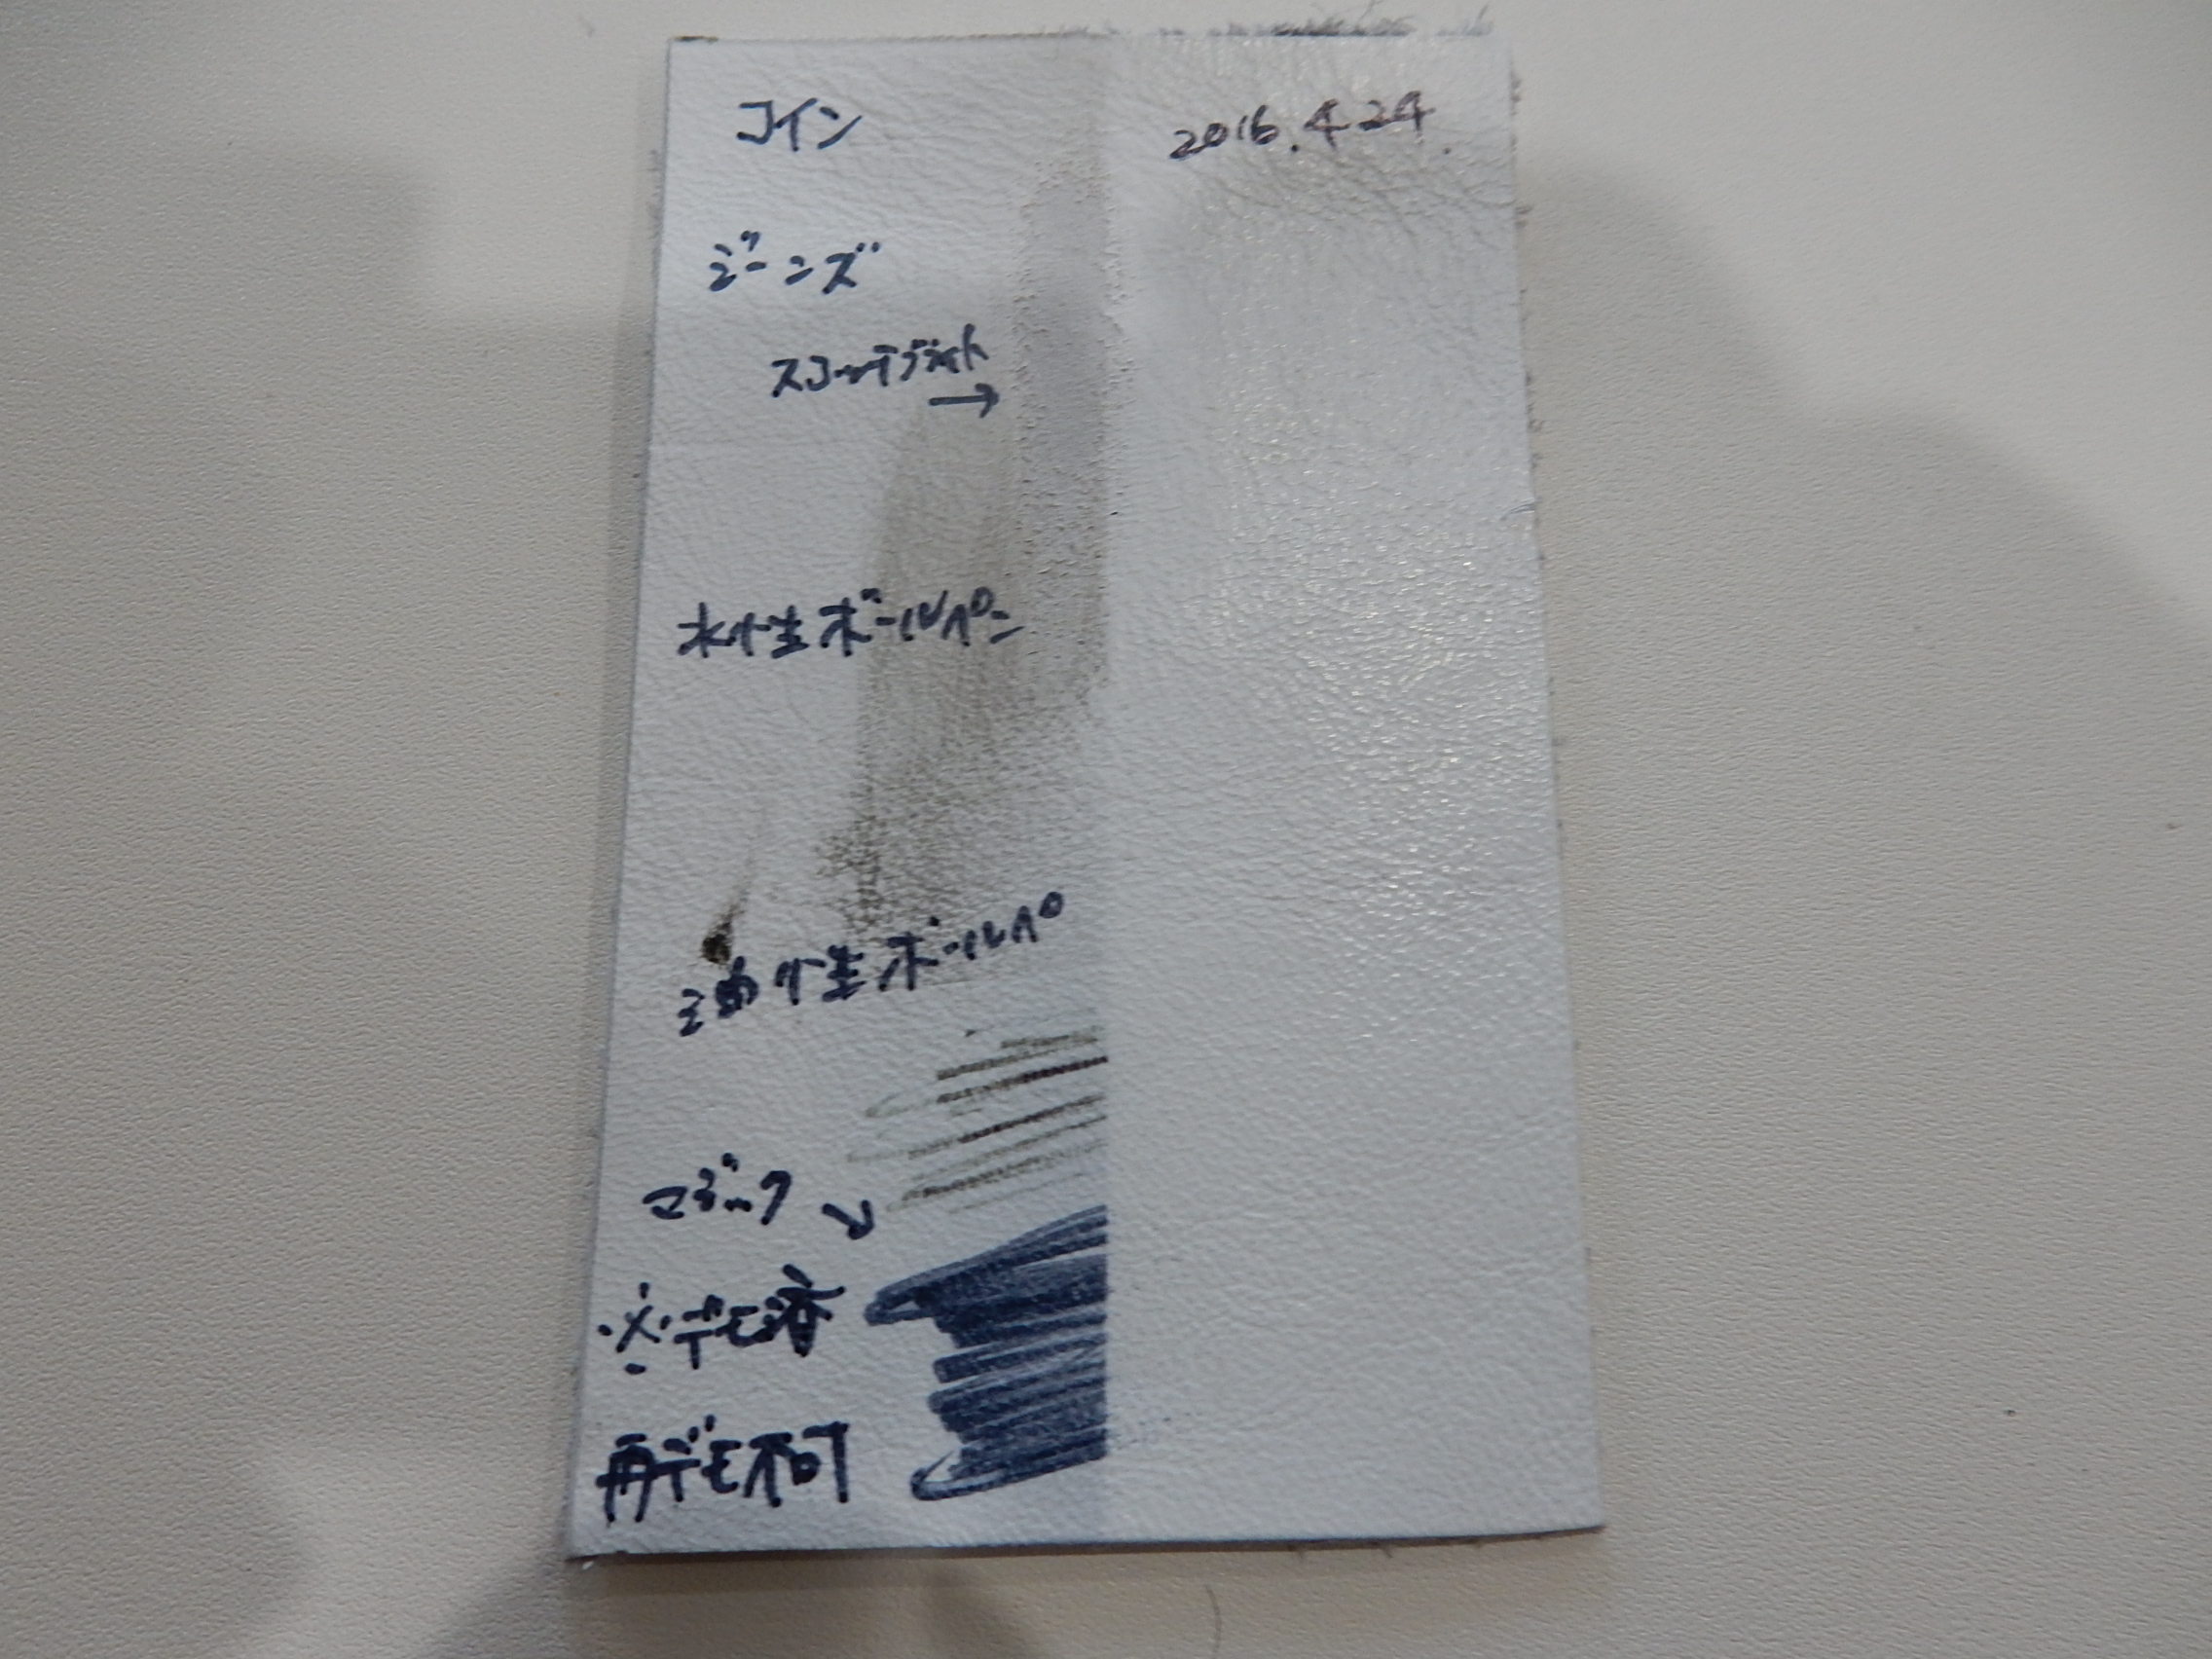 コイン
2016.4.24.
ジーンズ
スコッチブライト
→
水性ボールペン
油性ボールペ
マジック ↘
※デモ済
再デモ不可